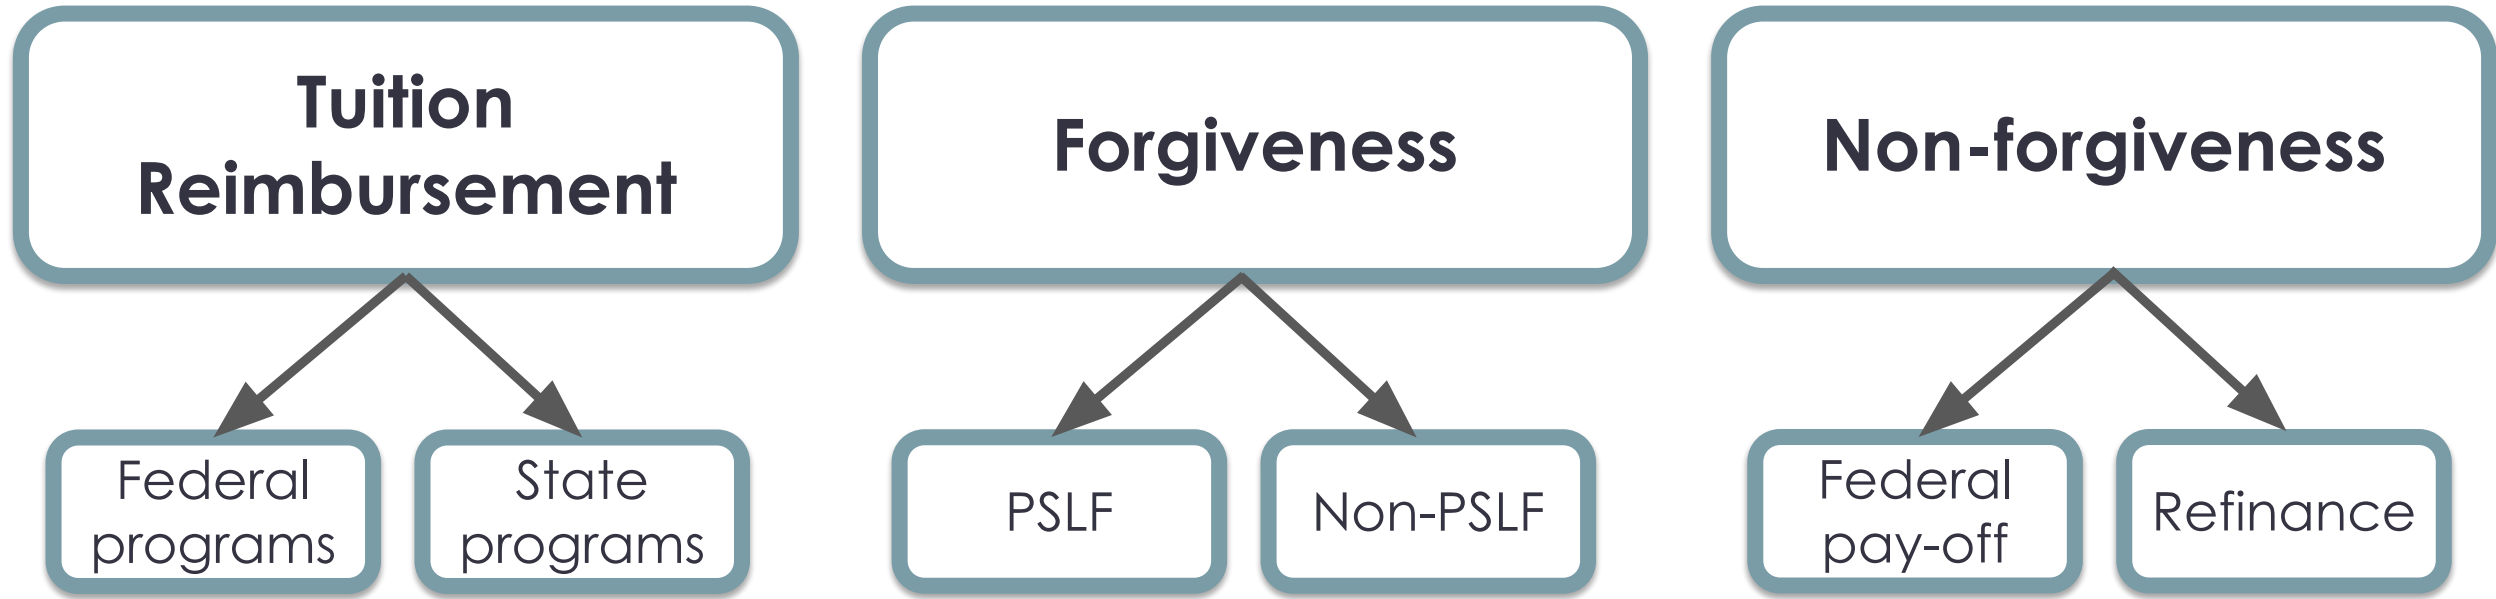 Tuition
Reimbursement
Forgiveness
Non-forgiveness
Federal
programs
State
programs
PSLF
Non-PSLF
Federal
pay-off
Refinance